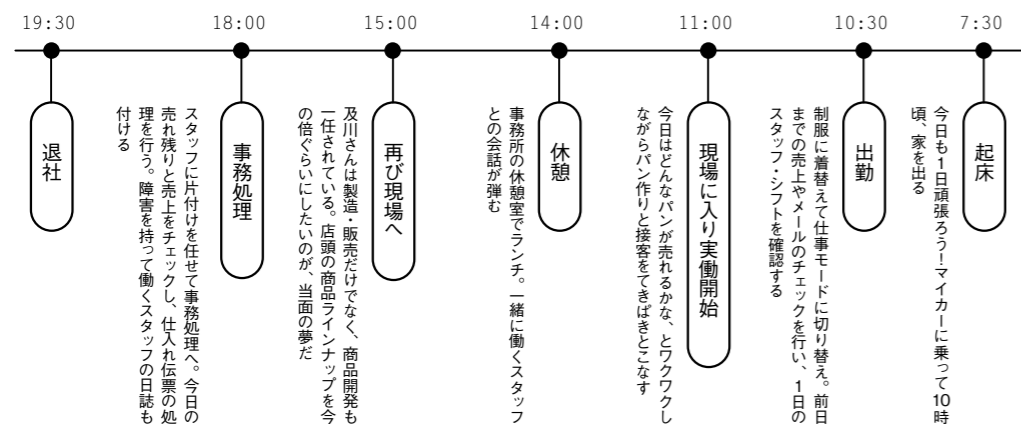 7:30
起床
今日も1日頑張ろう！マイカーに乗って10時
頃、家を出る
10:30
出勤
制服に着替えて仕事モードに切り替え。前日
までの売上やメールのチェックを行い、1日の
スタッフ・シフトを確認する
11:00
現場に入り実働開始
今日はどんなパンが売れるかな、とワクワクし
ながらパン作りと接客をてきぱきとこなす
14:00
休憩
事務所の休憩室でランチ。一緒に働くスタッフ
との会話が弾む
15:00
再び現場へ
及川さんは製造・販売だけでなく、商品開発も
一任されている。店頭の商品ラインナップを今
の倍ぐらいにしたいのが、当面の夢だ
18:00
事務処理
スタッフに片付けを任せて事務処理へ。今日の
売れ残りと売上をチェックし、仕入れ伝票の処
理を行う。障害を持って働くスタッフの日誌も
付ける
19:30
退社